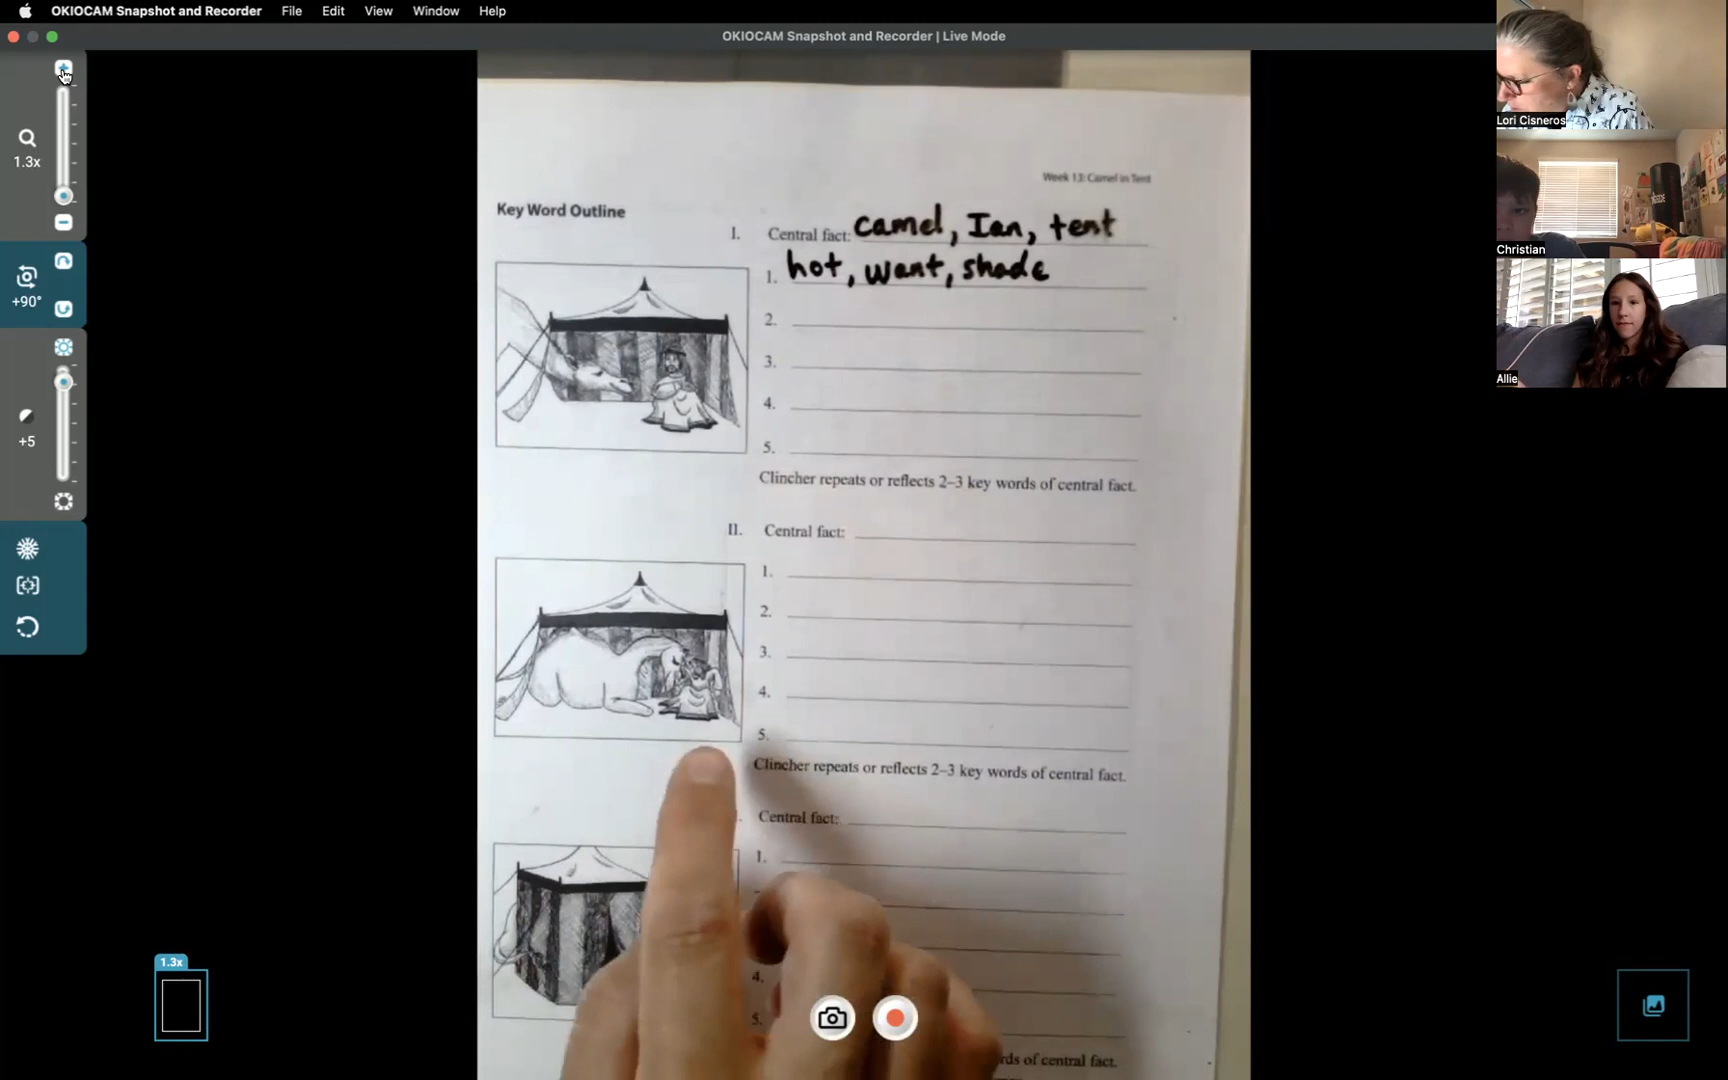 OKIOCAM Snapshot and Recorder File Edit View Window Help
OKIOCAM Snapshot and Recorder | Live Mode
1.3x
+90°
+5
1.3x
Lori Cisneros
Christian
Allie
Week 13: Camel in Tent
Key Word Outline
I. Central fact: camel, Ian, tent
1. hot, want, shade
2.
3.
4.
5.
Clincher repeats or reflects 2–3 key words of central fact.
II. Central fact:
1.
2.
3.
4.
5.
Clincher repeats or reflects 2–3 key words of central fact.
Central fact:
1.
4.
5.
of central fact.